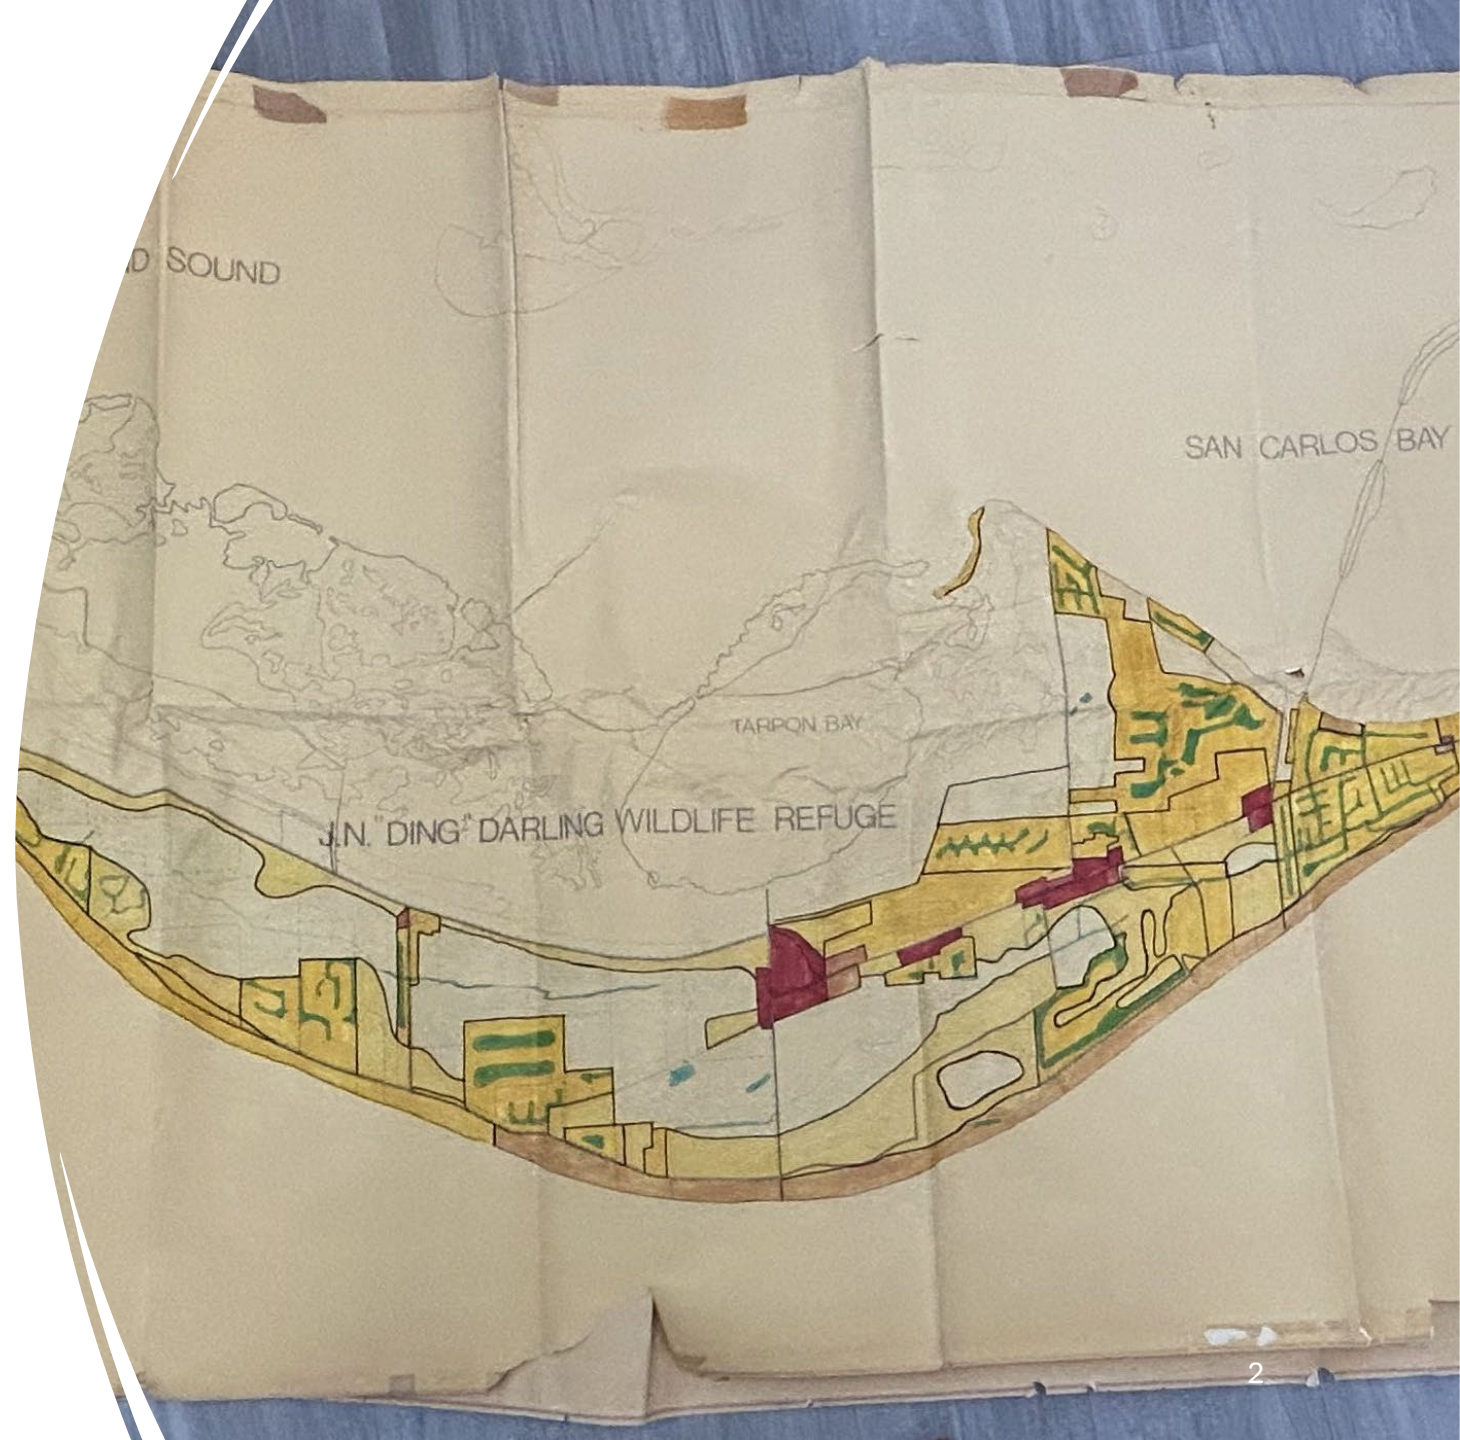 D SOUND
SAN CARLOS BAY
TARPON BAY
J.N. "DING" DARLING WILDLIFE REFUGE
2